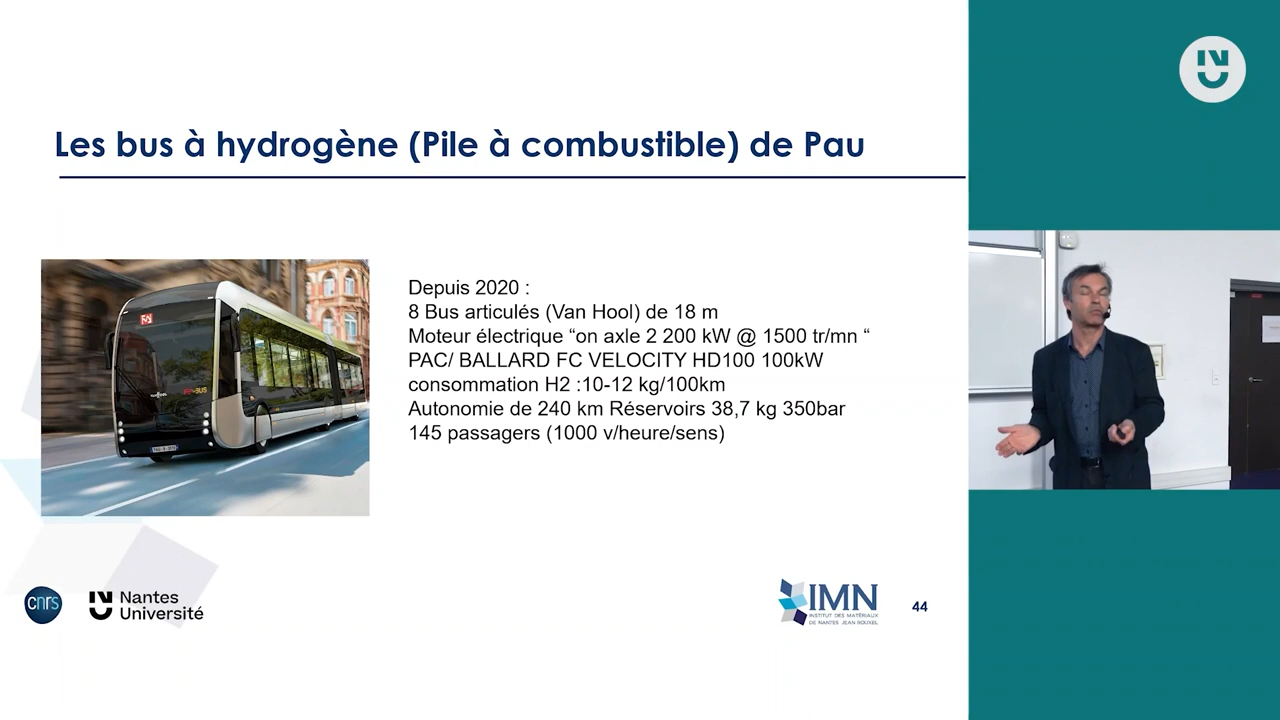 Les bus à hydrogène (Pile à combustible) de Pau
Depuis 2020 :
8 Bus articulés (Van Hool) de 18 m
Moteur électrique “on axle 2 200 kW @ 1500 tr/mn “
PAC/ BALLARD FC VELOCITY HD100 100kW
consommation H2 :10-12 kg/100km
Autonomie de 240 km Réservoirs 38,7 kg 350bar
145 passagers (1000 v/heure/sens)
cnrs
Nantes
Université
IMN
INSTITUT DES MATÉRIAUX
DE NANTES JEAN ROUXEL
44